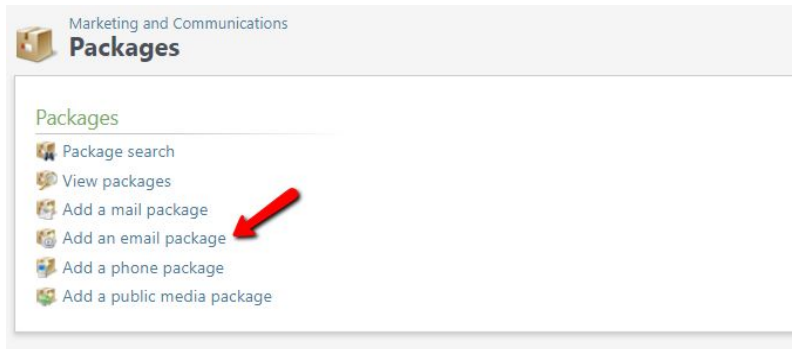 Marketing and Communications
Packages
Packages
Package search
View packages
Add a mail package
Add an email package
Add a phone package
Add a public media package